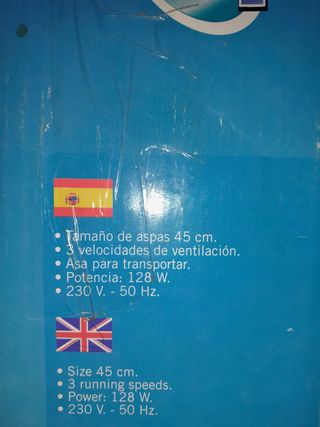 • Tamaño de aspas 45 cm.
• 3 velocidades de ventilación.
• Asa para transportar.
• Potencia: 128 W.
• 230 V. - 50 Hz.
• Size 45 cm.
• 3 running speeds.
• Power: 128 W.
• 230 V. - 50 Hz.